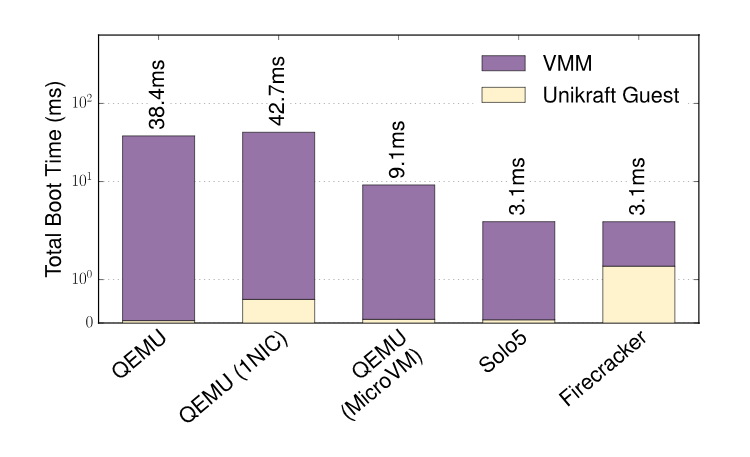 Total Boot Time (ms)
10²
10¹
10⁰
0
38.4ms
42.7ms
9.1ms
3.1ms
3.1ms
VMM
Unikraft Guest
QEMU
QEMU (1NIC)
QEMU
(MicroVM)
Solo5
Firecracker